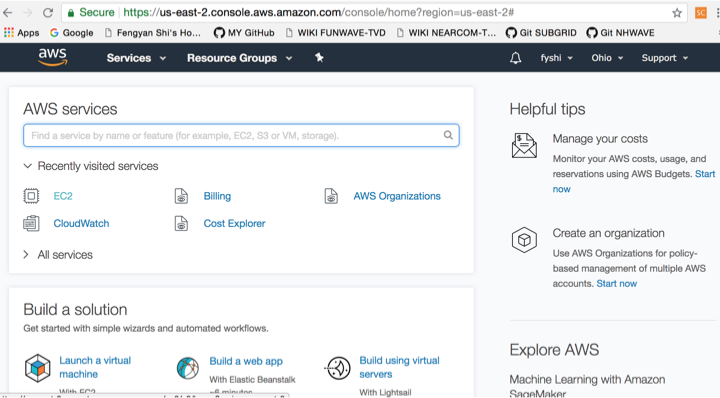 Secure https://us-east-2.console.aws.amazon.com/console/home?region=us-east-2#
SC
Apps Google Fengyan Shi's Ho... MY GitHub WIKI FUNWAVE-TVD WIKI NEARCOM-T... Git SUBGRID Git NHWAVE
aws Services Resource Groups fyshi Ohio Support
AWS services
Find a service by name or feature (for example, EC2, S3 or VM, storage).
Recently visited services
EC2 Billing AWS Organizations
CloudWatch Cost Explorer
All services
Build a solution
Get started with simple wizards and automated workflows.
Launch a virtual
machine
With EC2
Build a web app
With Elastic Beanstalk
~6 minutes
Build using virtual
servers
With Lightsail
Helpful tips
Manage your costs
Monitor your AWS costs, usage, and
reservations using AWS Budgets. Start
now
Create an organization
Use AWS Organizations for policy-
based management of multiple AWS
accounts. Start now
Explore AWS
Machine Learning with Amazon
SageMaker